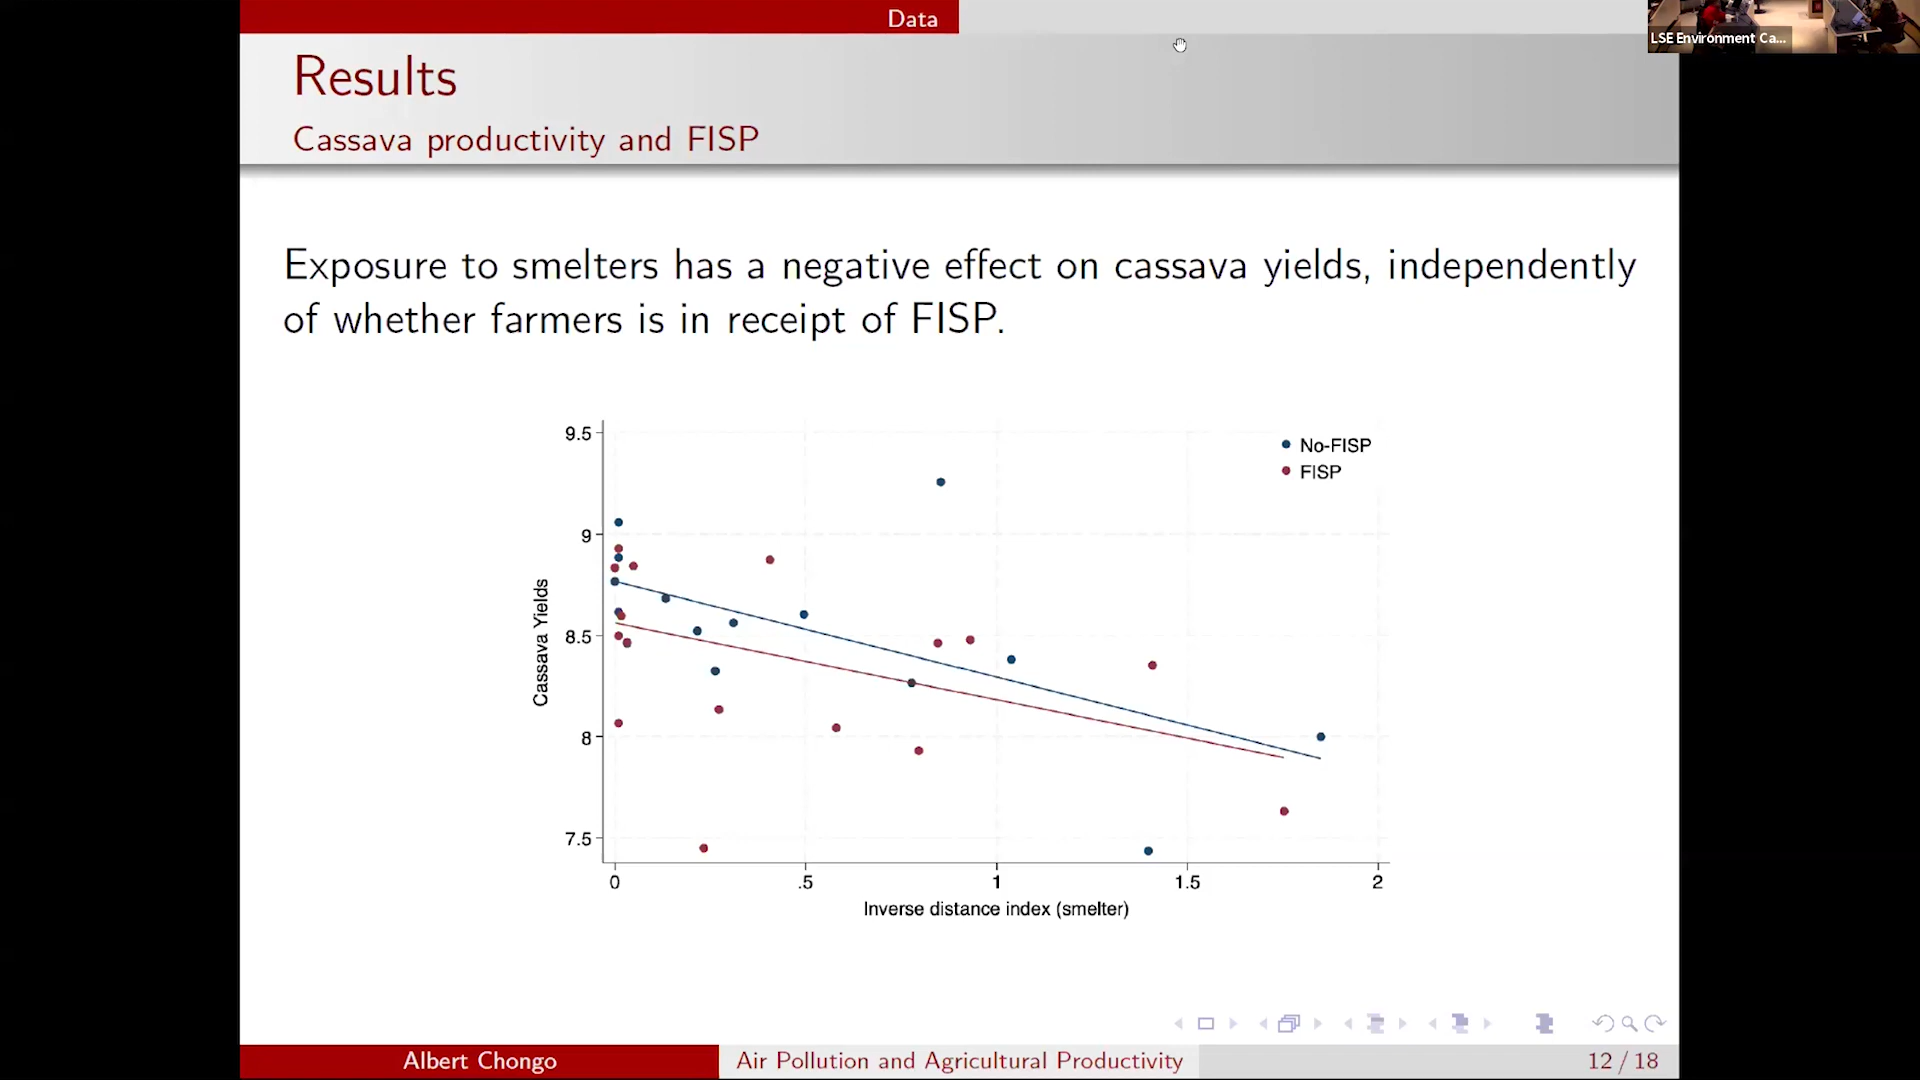 Data
LSE Environment Ca...
Results
Cassava productivity and FISP
Exposure to smelters has a negative effect on cassava yields, independently
of whether farmers is in receipt of FISP.
9.5
9
8.5
8
7.5
Cassava Yields
No-FISP
FISP
0
.5
1
1.5
2
Inverse distance index (smelter)
Albert Chongo
Air Pollution and Agricultural Productivity
12 / 18